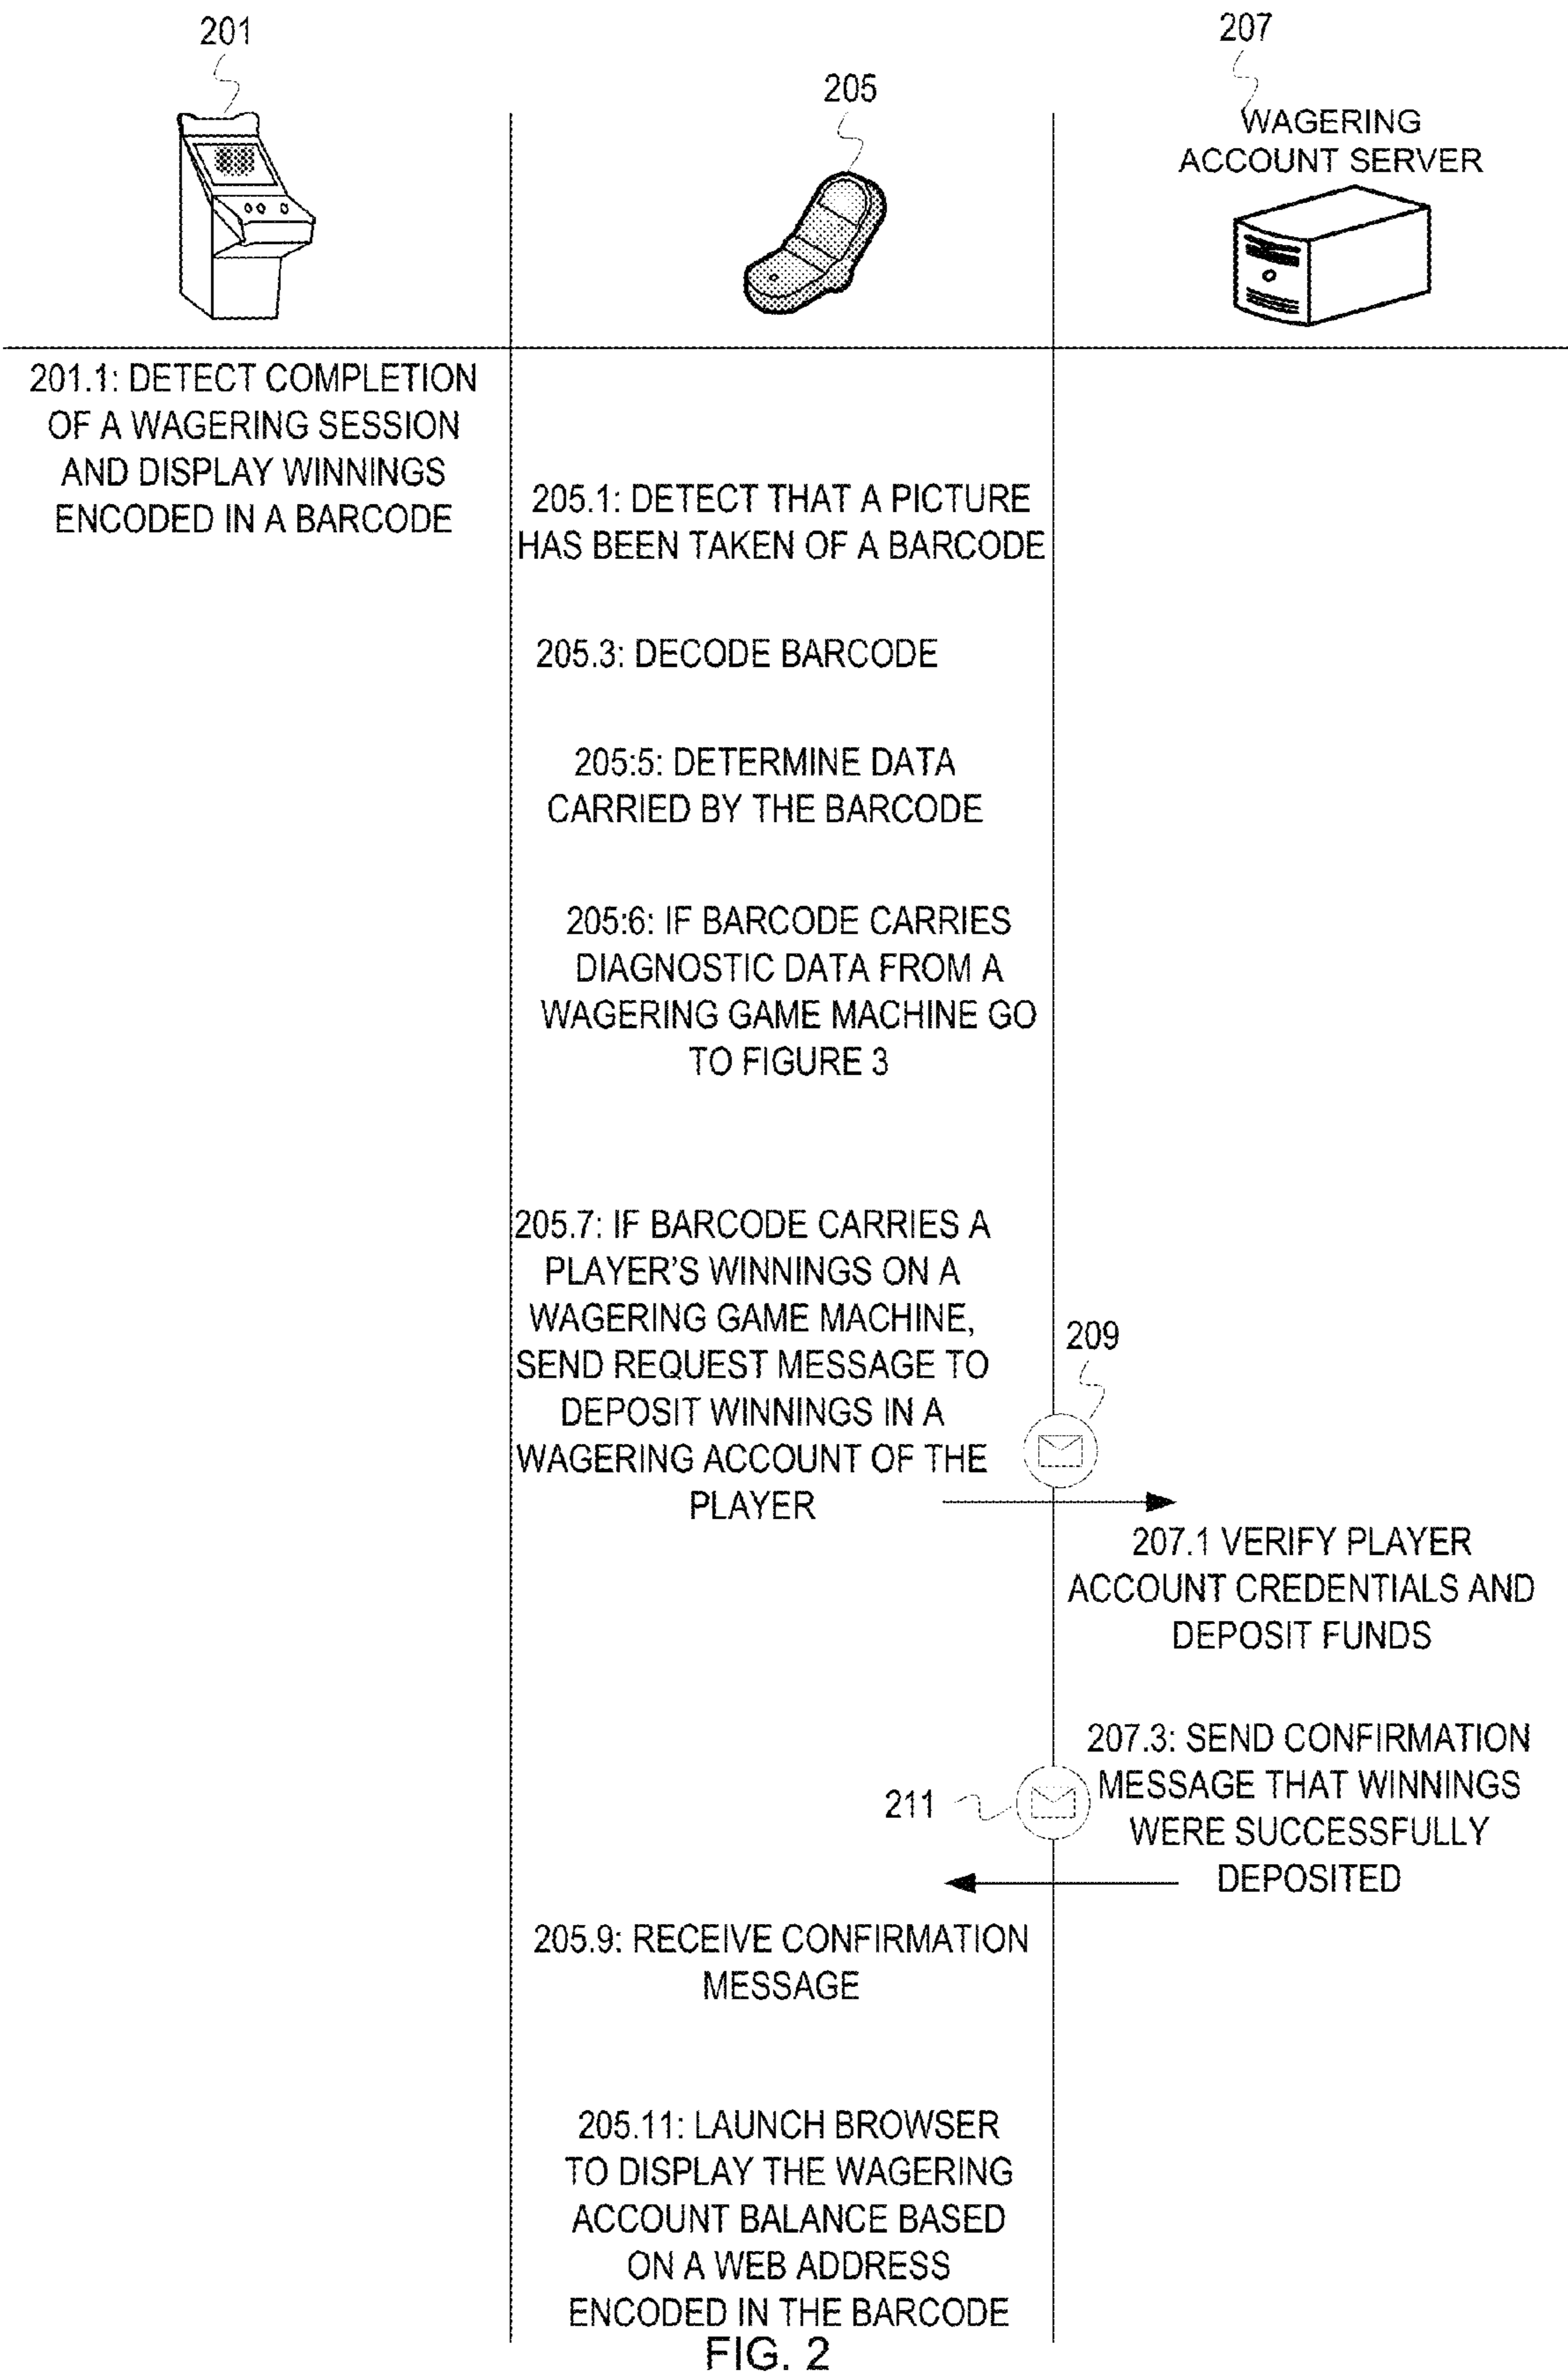 201
205
207
WAGERING
ACCOUNT SERVER
201.1: DETECT COMPLETION
OF A WAGERING SESSION
AND DISPLAY WINNINGS
ENCODED IN A BARCODE
205.1: DETECT THAT A PICTURE
HAS BEEN TAKEN OF A BARCODE
205.3: DECODE BARCODE
205:5: DETERMINE DATA
CARRIED BY THE BARCODE
205:6: IF BARCODE CARRIES
DIAGNOSTIC DATA FROM A
WAGERING GAME MACHINE GO
TO FIGURE 3
205.7: IF BARCODE CARRIES A
PLAYER'S WINNINGS ON A
WAGERING GAME MACHINE,
SEND REQUEST MESSAGE TO
DEPOSIT WINNINGS IN A
WAGERING ACCOUNT OF THE
PLAYER
209
207.1 VERIFY PLAYER
ACCOUNT CREDENTIALS AND
DEPOSIT FUNDS
207.3: SEND CONFIRMATION
MESSAGE THAT WINNINGS
WERE SUCCESSFULLY
DEPOSITED
211
205.9: RECEIVE CONFIRMATION
MESSAGE
205.11: LAUNCH BROWSER
TO DISPLAY THE WAGERING
ACCOUNT BALANCE BASED
ON A WEB ADDRESS
ENCODED IN THE BARCODE
FIG. 2